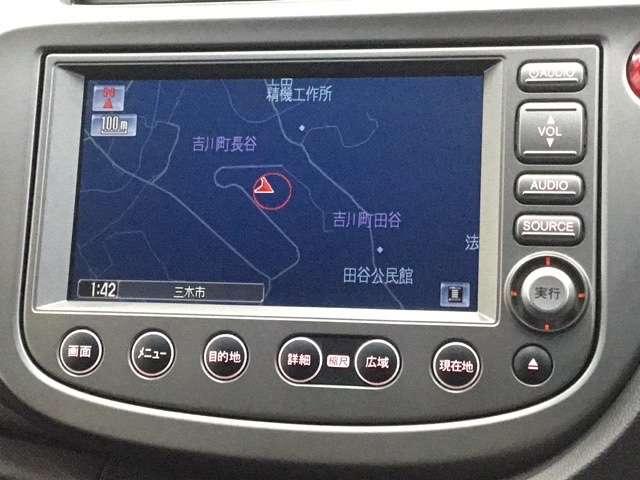 土田
精機工作所
100m
吉川町長谷
吉川町田谷
法
田谷公民館
1:42
三木市
AUDIO
VOL
AUDIO
SOURCE
実行
画面
メニュー
目的地
詳細
縮尺
広域
現在地